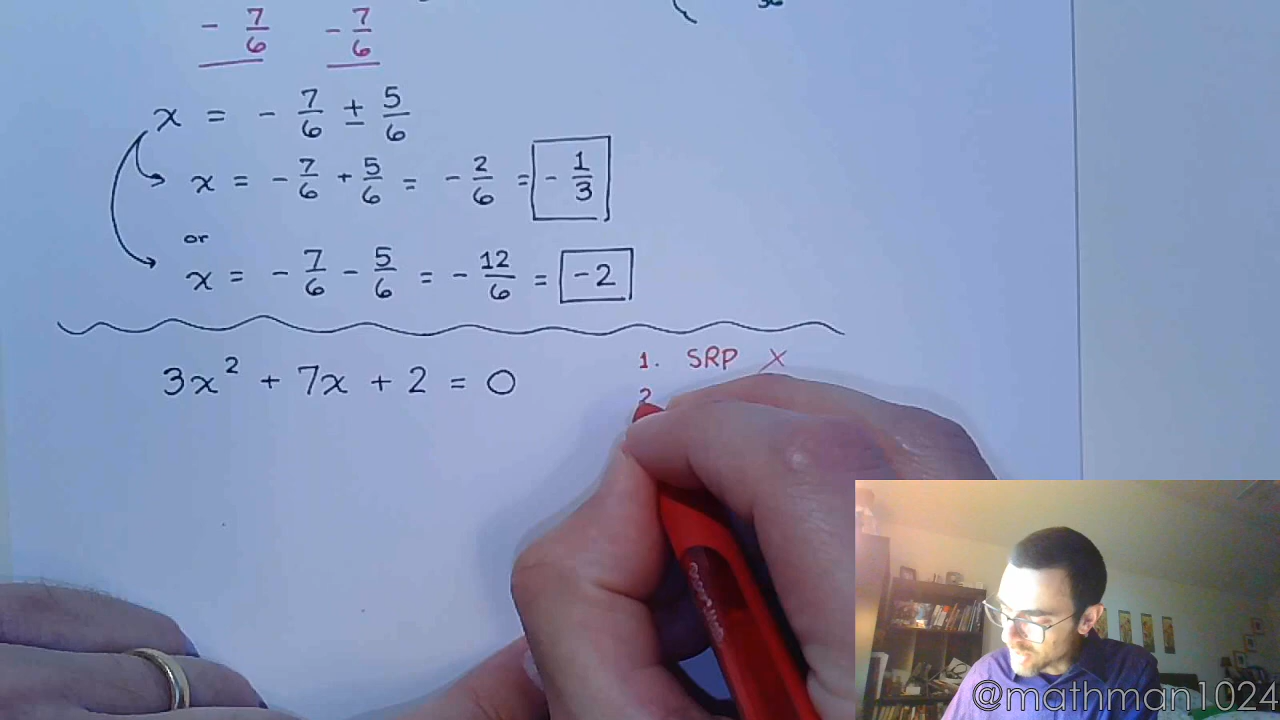 - 7/6 - 7/6
x = - 7/6 ± 5/6
x = - 7/6 + 5/6 = - 2/6 = - 1/3
or
x = - 7/6 - 5/6 = - 12/6 = -2
3x² + 7x + 2 = 0
1. SRP X
2
@mathman1024